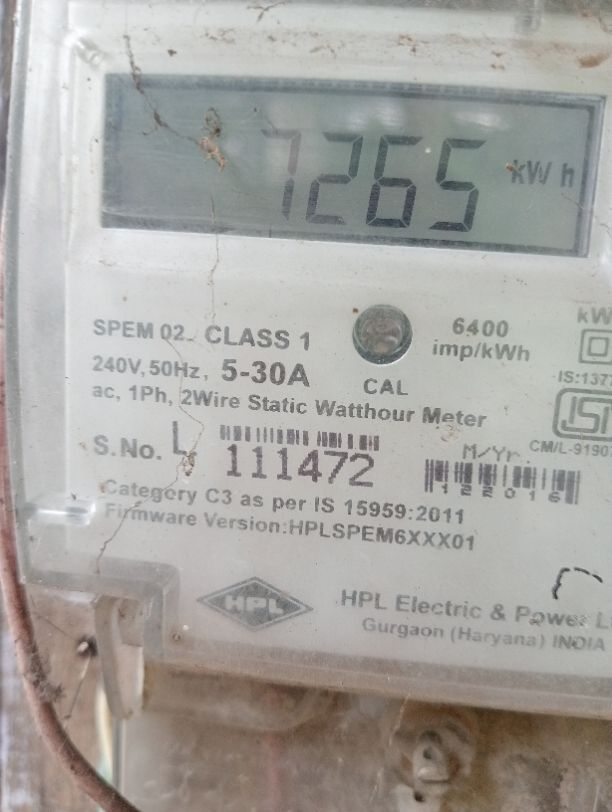 7265 kWh
SPEM 02. CLASS 1
6400
imp/kWh
240V, 50Hz, 5-30A
CAL
ac, 1Ph, 2Wire Static Watthour Meter
S.No. L 111472
M/Yr.
122016
Category C3 as per IS 15959:2011
Firmware Version:HPLSPEM6XXX01
ISI
HPL
HPL Electric & Power
Gurgaon (Haryana) INDIA